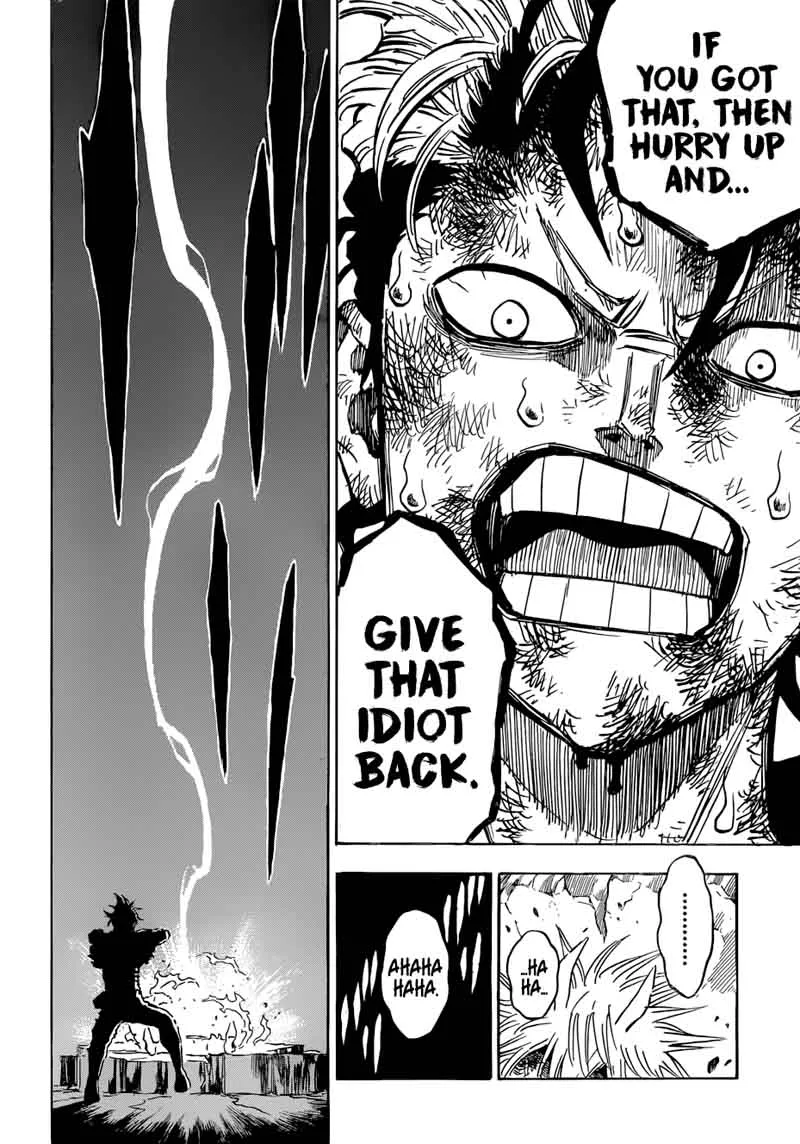 IF
YOU GOT
THAT, THEN
HURRY UP
AND...
GIVE
THAT
IDIOT
BACK.
.........
...HA
HA...
AHAHA
HAHA.